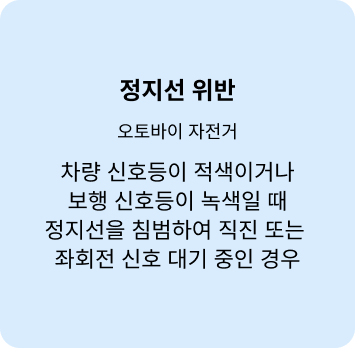 정지선 위반
오토바이 자전거
차량 신호등이 적색이거나
보행 신호등이 녹색일 때
정지선을 침범하여 직진 또는
좌회전 신호 대기 중인 경우